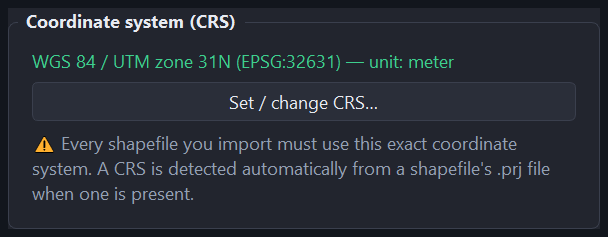 Coordinate system (CRS)
WGS 84 / UTM zone 31N (EPSG:32631) — unit: meter
Set / change CRS...
⚠️ Every shapefile you import must use this exact coordinate
system. A CRS is detected automatically from a shapefile's .prj file
when one is present.